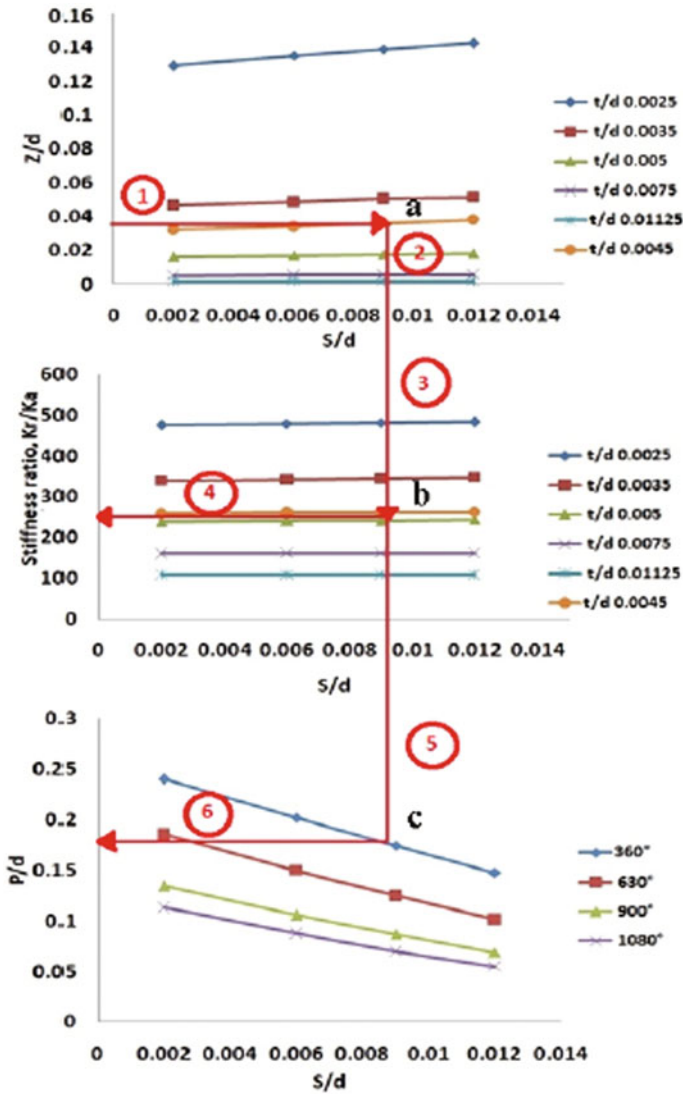 0.16
0.14
0.12
0.1
0.08
0.06
0.04
0.02
0
Z/d
1
a
2
t/d 0.0025
t/d 0.0035
t/d 0.005
t/d 0.0075
t/d 0.01125
t/d 0.0045
0 0.002 0.004 0.006 0.008 0.01 0.012 0.014
S/d
600
500
400
300
200
100
0
Stiffness ratio, Kr/Ka
3
4
b
t/d 0.0025
t/d 0.0035
t/d 0.005
t/d 0.0075
t/d 0.01125
t/d 0.0045
0 0.002 0.004 0.006 0.008 0.01 0.012 0.014
S/d
0.3
0.25
0.2
0.15
0.1
0.05
0
P/d
5
6
c
360°
630°
900°
1080°
0 0.002 0.004 0.006 0.008 0.01 0.012 0.014
S/d